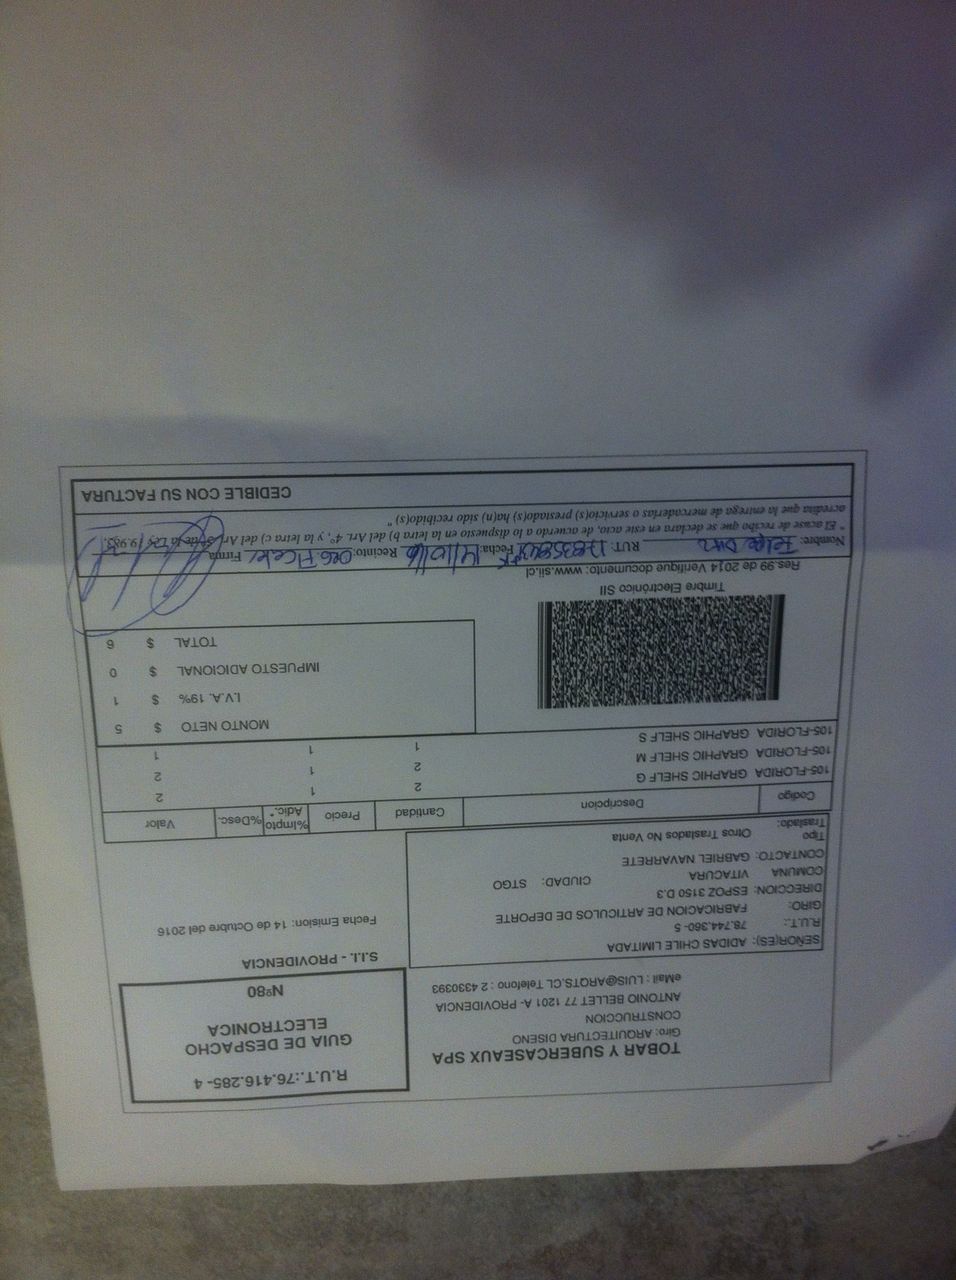 TOBAR Y SUBERCASEAUX SPA
Giro: ARQUITECTURA DISENO
CONSTRUCCION
ANTONIO BELLET 77 1201 A- PROVIDENCIA
eMail : LUIS@ARQTS.CL Telefono : 2 4330393
R.U.T.:76.416.285- 4
GUIA DE DESPACHO
ELECTRONICA
Nº80
S.I.I. - PROVIDENCIA
Fecha Emision: 14 de Octubre del 2016
SEÑOR(ES): ADIDAS CHILE LIMITADA
R.U.T.: 78.744.360- 5
GIRO: FABRICACION DE ARTICULOS DE DEPORTE
DIRECCION: ESPOZ 3150 D.3
COMUNA VITACURA CIUDAD: STGO
CONTACTO: GABRIEL NAVARRETE
Tipo Traslado: Otros Traslados No Venta
Codigo Descripcion Cantidad Precio %Impto Adic.* %Desc. Valor
105-FLORIDA GRAPHIC SHELF G 2 1 2
105-FLORIDA GRAPHIC SHELF M 2 1 2
105-FLORIDA GRAPHIC SHELF S 1 1 1
MONTO NETO $ 5
I.V.A. 19% $ 1
IMPUESTO ADICIONAL $ 0
TOTAL $ 6
Timbre Electrónico SII
Res.99 de 2014 Verifique documento: www.sii.cl
Nombre: Felipe Diaz RUT: Fecha: 14/10/16 Recinto: ORG. Firma
" El acuse de recibo que se declara en este acto, de acuerdo a lo dispuesto en la letra b) del Art. 4°, y la letra c) del Art. 5° de la Ley 19.983,
acredita que la entrega de mercaderías o servicio(s) prestado(s) ha(n) sido recibido(s) "
CEDIBLE CON SU FACTURA